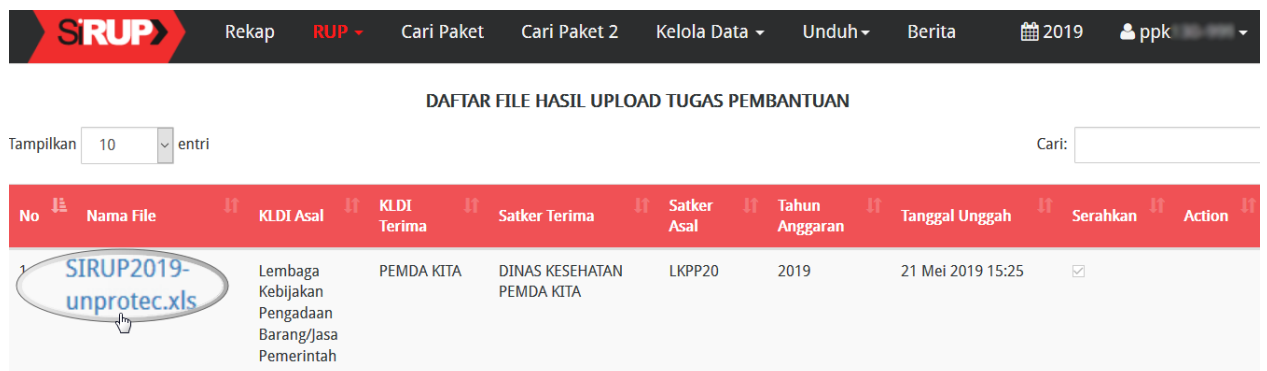 SiRUP Rekap RUP Cari Paket Cari Paket 2 Kelola Data Unduh Berita 2019 ppk
DAFTAR FILE HASIL UPLOAD TUGAS PEMBANTUAN
Tampilkan 10 entri Cari:
No Nama File KLDI Asal KLDI Terima Satker Terima Satker Asal Tahun Anggaran Tanggal Unggah Serahkan Action
1 SIRUP2019- Lembaga PEMDA KITA DINAS KESEHATAN LKPP20 2019 21 Mei 2019 15:25
unprotec.xls Kebijakan PEMDA KITA
Pengadaan
Barang/Jasa
Pemerintah